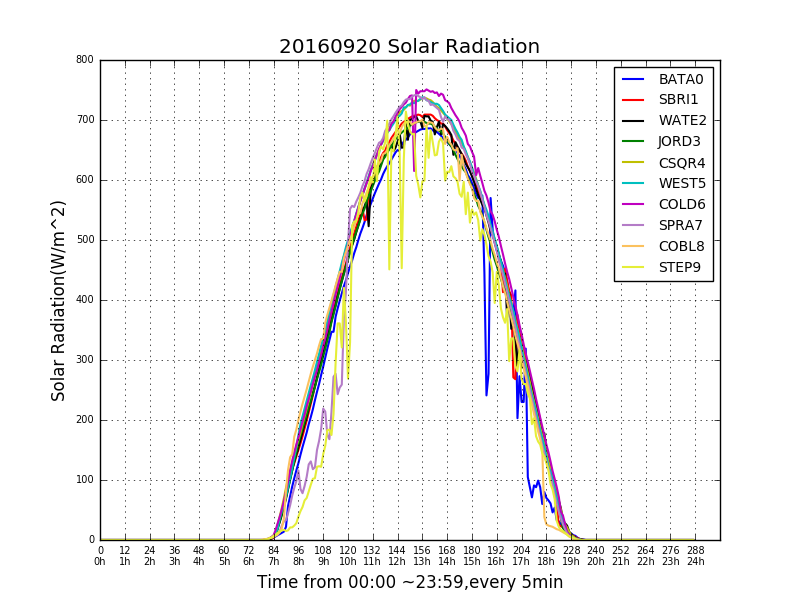 20160920 Solar Radiation
800
700
600
500
400
300
200
100
0
Solar Radiation(W/m^2)
BATA0
SBRI1
WATE2
JORD3
CSQR4
WEST5
COLD6
SPRA7
COBL8
STEP9
0 12 24 36 48 60 72 84 96 108 120 132 144 156 168 180 192 204 216 228 240 252 264 276 288
0h 1h 2h 3h 4h 5h 6h 7h 8h 9h 10h 11h 12h 13h 14h 15h 16h 17h 18h 19h 20h 21h 22h 23h 24h
Time from 00:00 ~23:59,every 5min